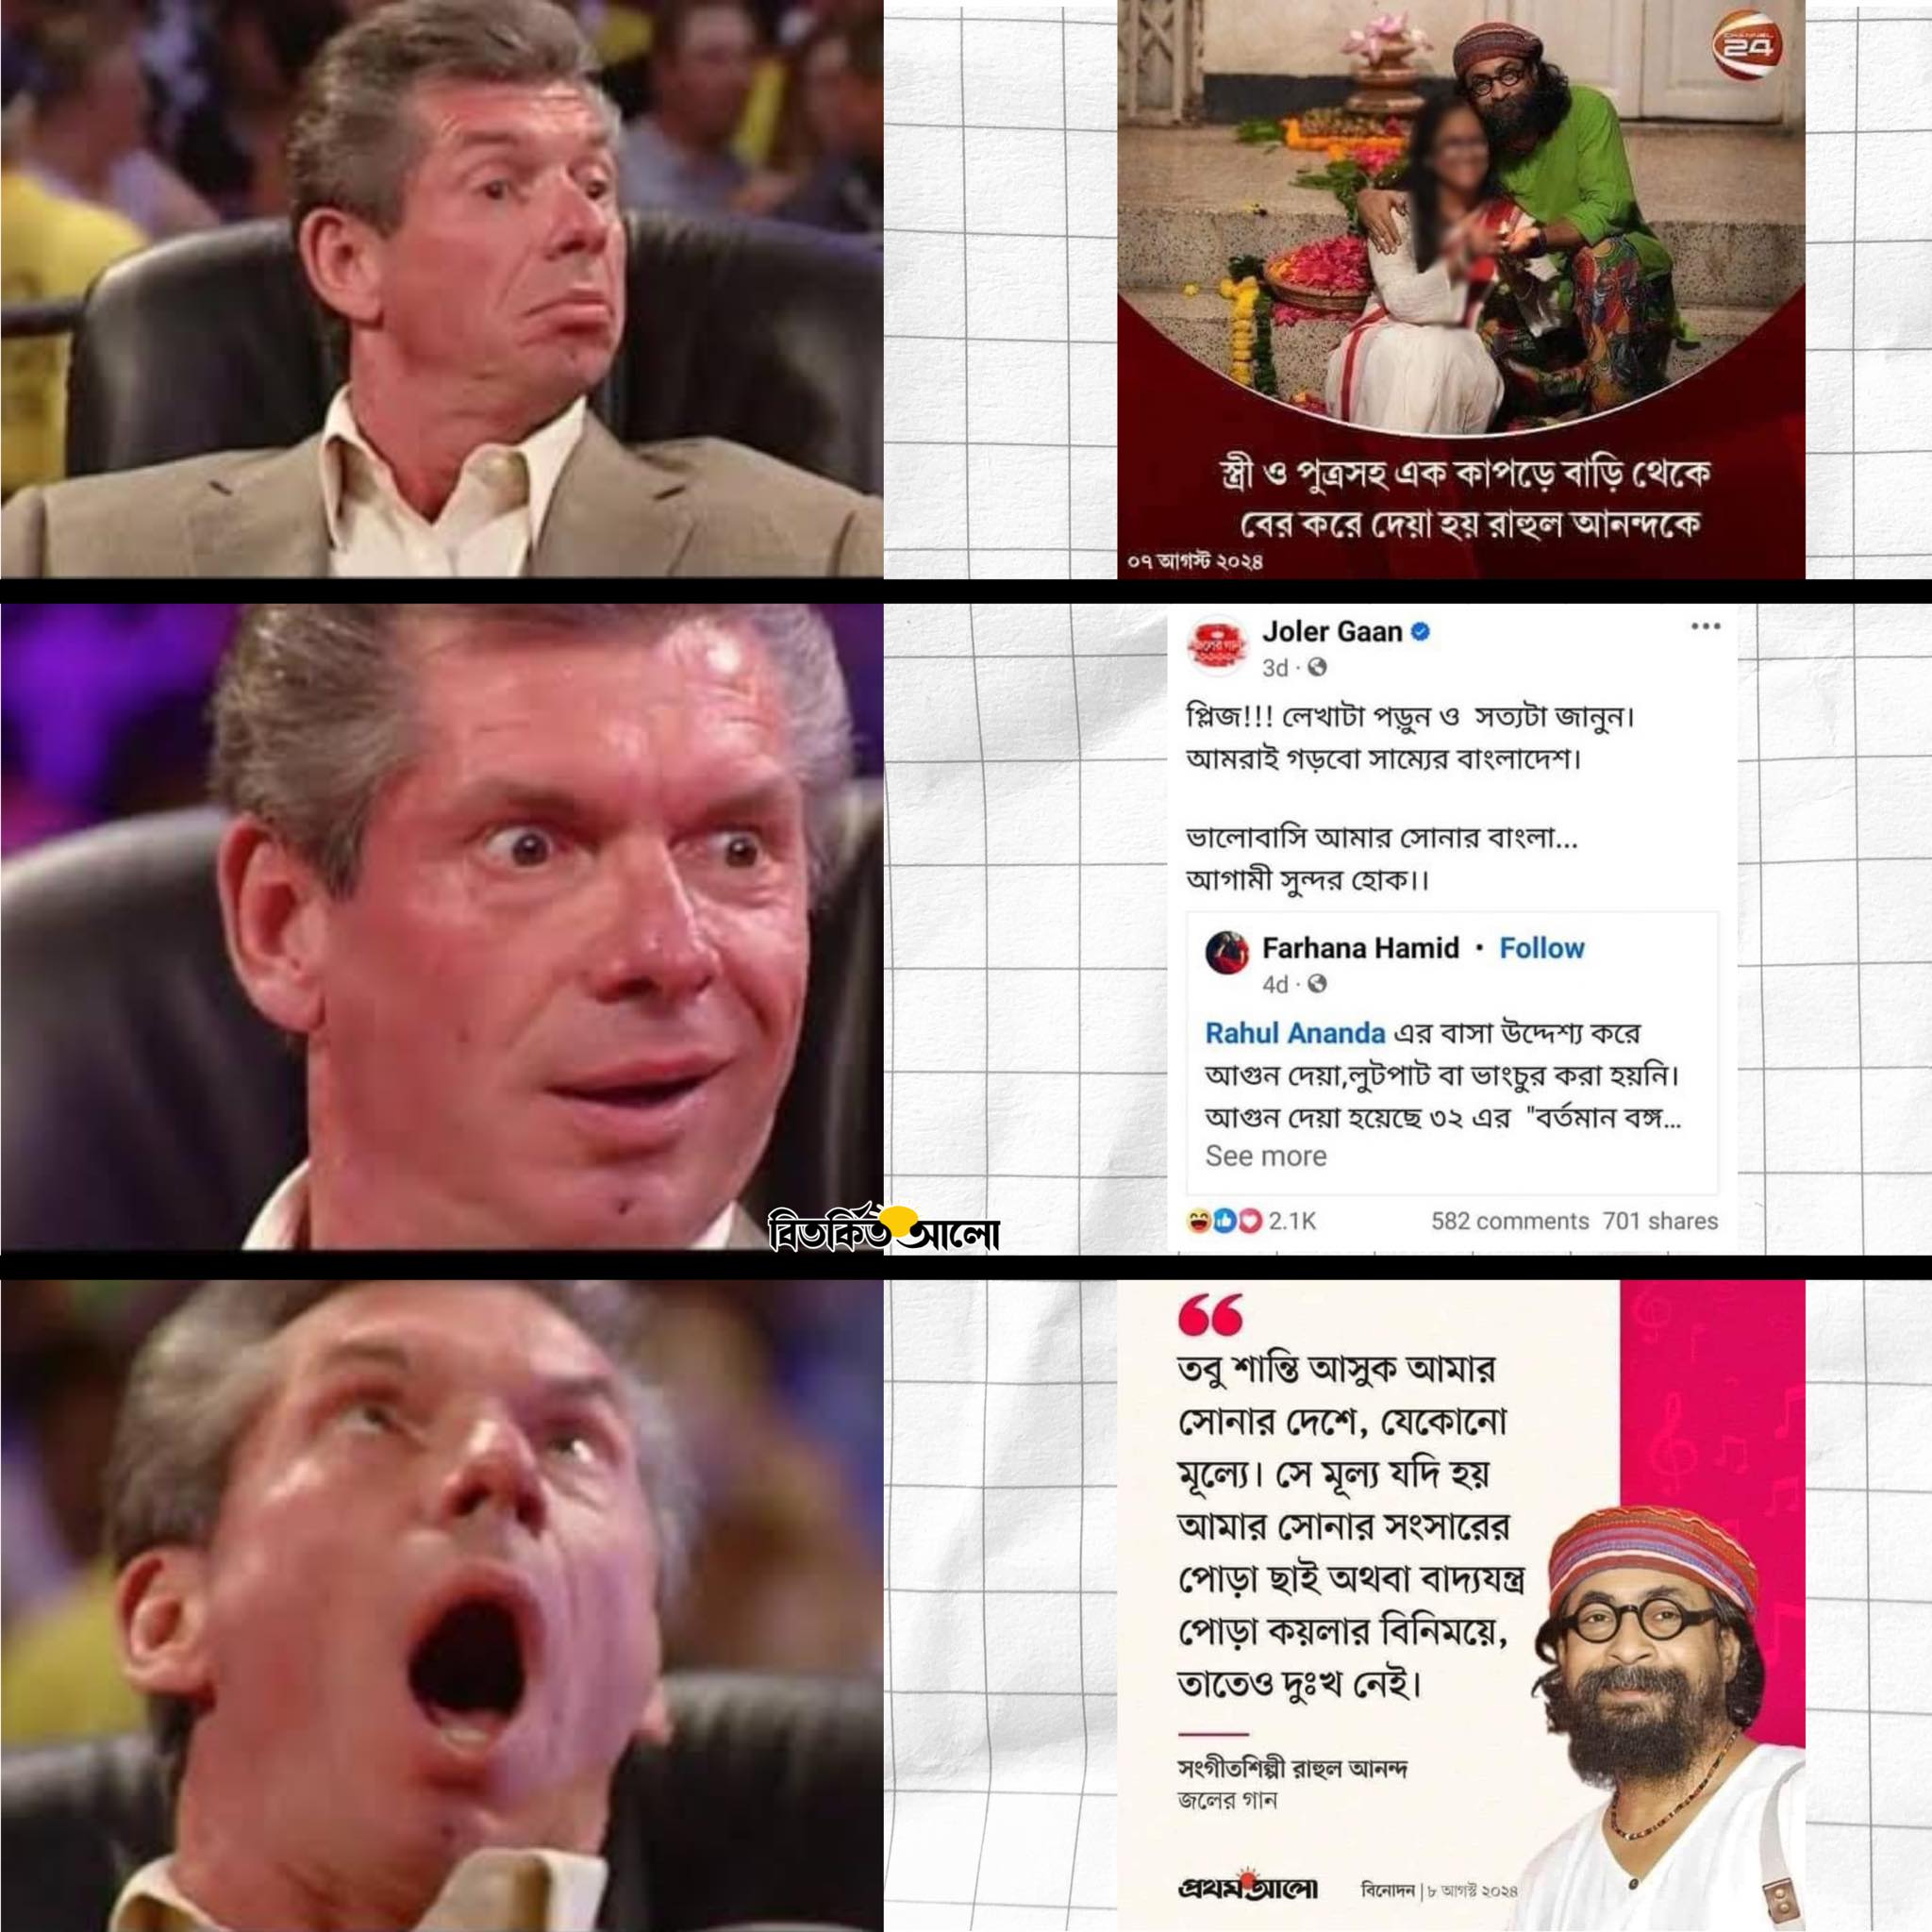 CHANNEL
24
স্ত্রী ও পুত্রসহ এক কাপড়ে বাড়ি থেকে
বের করে দেয়া হয় রাহুল আনন্দকে
০৭ আগস্ট ২০২৪
Joler Gaan
3d
প্লিজ!!! লেখাটা পড়ুন ও সত্যটা জানুন।
আমরাই গড়বো সাম্যের বাংলাদেশ।
ভালোবাসি আমার সোনার বাংলা...
আগামী সুন্দর হোক।।
Farhana Hamid · Follow
4d
Rahul Ananda এর বাসা উদ্দেশ্য করে
আগুন দেয়া,লুটপাট বা ভাংচুর করা হয়নি।
আগুন দেয়া হয়েছে ৩২ এর "বর্তমান বঙ্গ...
See more
2.1K 582 comments 701 shares
বিতর্কিত আলো
“
তবু শান্তি আসুক আমার
সোনার দেশে, যেকোনো
মূল্যে। সে মূল্য যদি হয়
আমার সোনার সংসারের
পোড়া ছাই অথবা বাদ্যযন্ত্র
পোড়া কয়লার বিনিময়ে,
তাতেও দুঃখ নেই।
সংগীতশিল্পী রাহুল আনন্দ
জলের গান
প্রথম আলো বিনোদন | ৮ আগস্ট ২০২৪